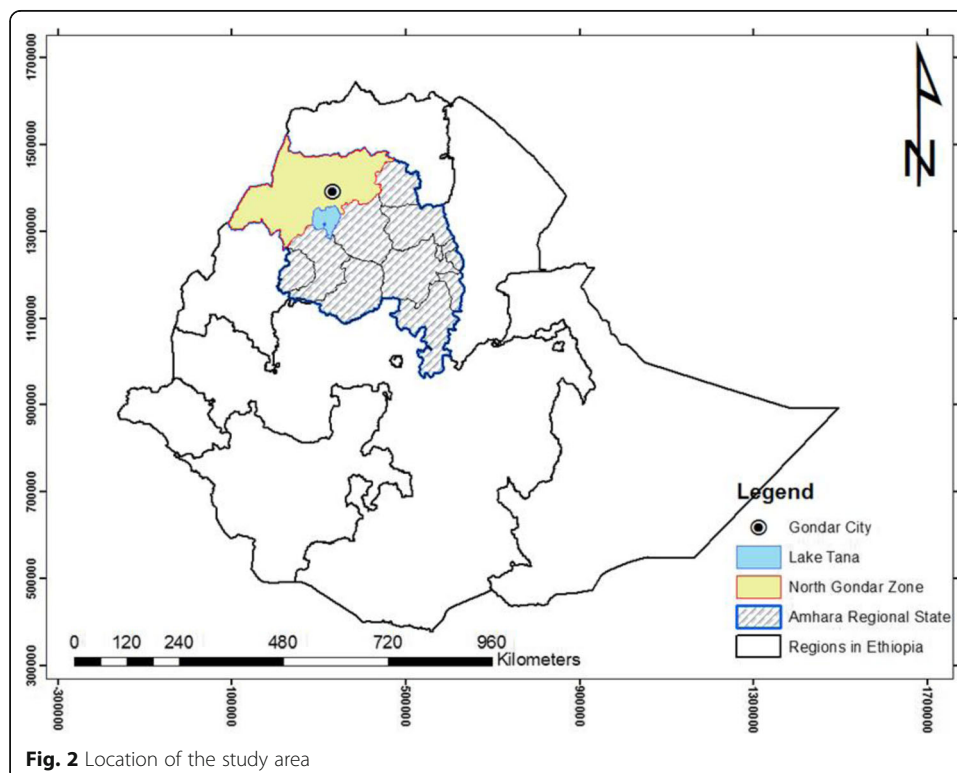 1700000
1500000
1300000
1100000
900000
700000
500000
300000
N
Legend
Gondar City
Lake Tana
North Gondar Zone
Amhara Regional State
Regions in Ethiopia
0 120 240 480 720 960
Kilometers
-300000 100000 500000 900000 1300000 1700000
Fig. 2 Location of the study area